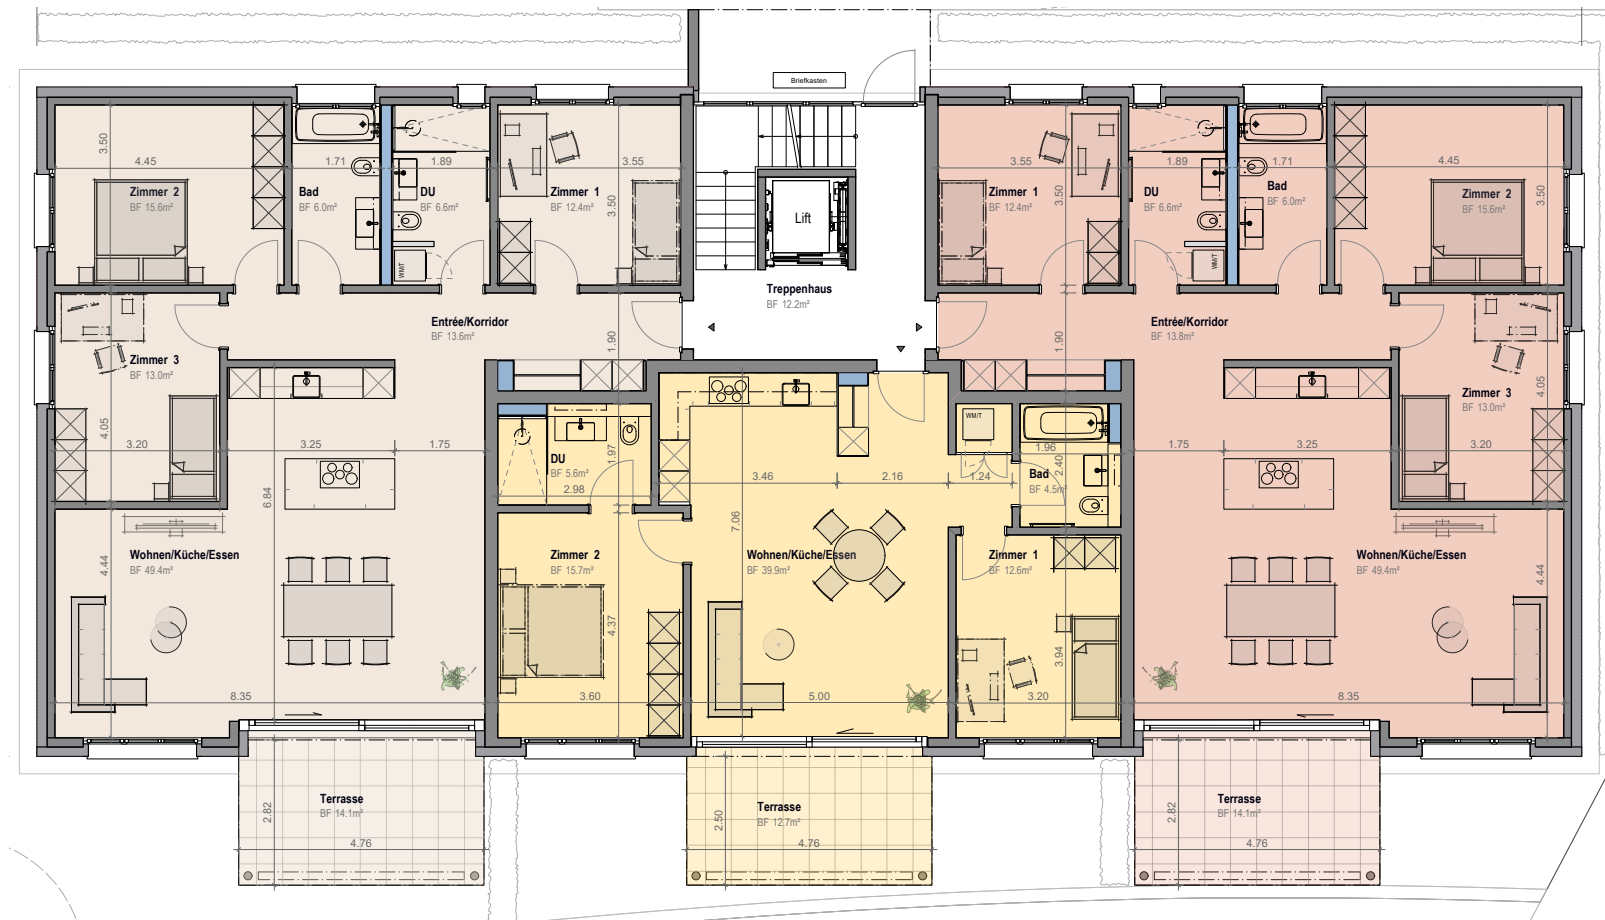 Briefkasten
3.50
4.45
1.71
1.89
3.55
Zimmer 2
BF 15.6m²
Bad
BF 6.0m²
DU
BF 6.6m²
Zimmer 1
BF 12.4m²
3.50
WM/T
Lift
Treppenhaus
BF 12.2m²
3.55
1.89
1.71
4.45
Zimmer 1
BF 12.4m²
3.50
DU
BF 6.6m²
Bad
BF 6.0m²
Zimmer 2
BF 15.6m²
3.50
WM/T
Entrée/Korridor
BF 13.6m²
1.90
Zimmer 3
BF 13.0m²
4.05
3.20
3.25
1.75
6.84
Entrée/Korridor
BF 13.8m²
1.90
Zimmer 3
BF 13.0m²
4.05
1.75
3.25
3.20
DU
BF 5.6m²
1.97
2.98
3.46
2.16
1.24
7.06
WM/T
1.96
2.40
Bad
BF 4.5m²
Wohnen/Küche/Essen
BF 49.4m²
4.44
8.35
Zimmer 2
BF 15.7m²
4.37
3.60
Wohnen/Küche/Essen
BF 39.9m²
5.00
Zimmer 1
BF 12.6m²
3.94
3.20
Wohnen/Küche/Essen
BF 49.4m²
4.44
8.35
Terrasse
BF 14.1m²
2.82
4.76
Terrasse
BF 12.7m²
2.50
4.76
Terrasse
BF 14.1m²
2.82
4.76